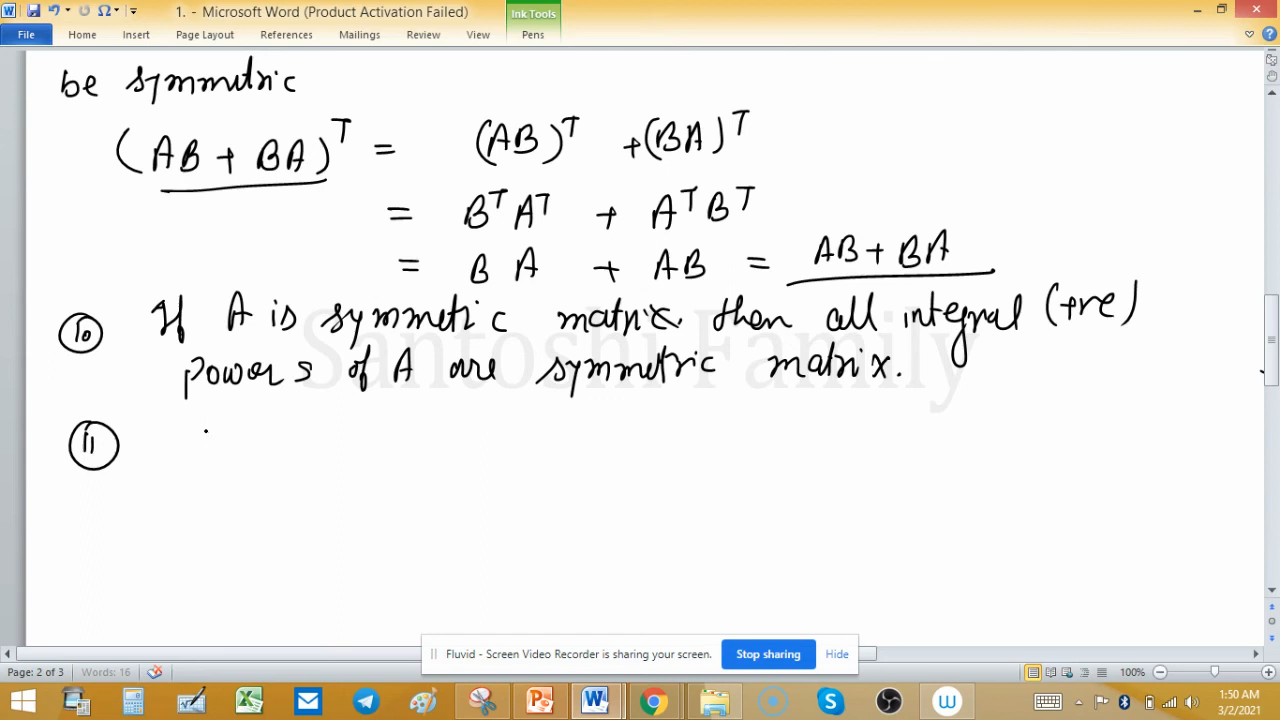 1. - Microsoft Word (Product Activation Failed)
Ink Tools
File Home Insert Page Layout References Mailings Review View Pens
be symmetric
(AB + BA)ᵀ = (AB)ᵀ + (BA)ᵀ
= BᵀAᵀ + AᵀBᵀ
= B A + AB = AB + BA
10 If A is symmetric matrix then all integral (+ve)
powers of A are symmetric matrix.
11
Santoshi Family
Fluvid - Screen Video Recorder is sharing your screen. Stop sharing Hide
Page: 2 of 3 Words: 16 100%
1:50 AM
3/2/2021